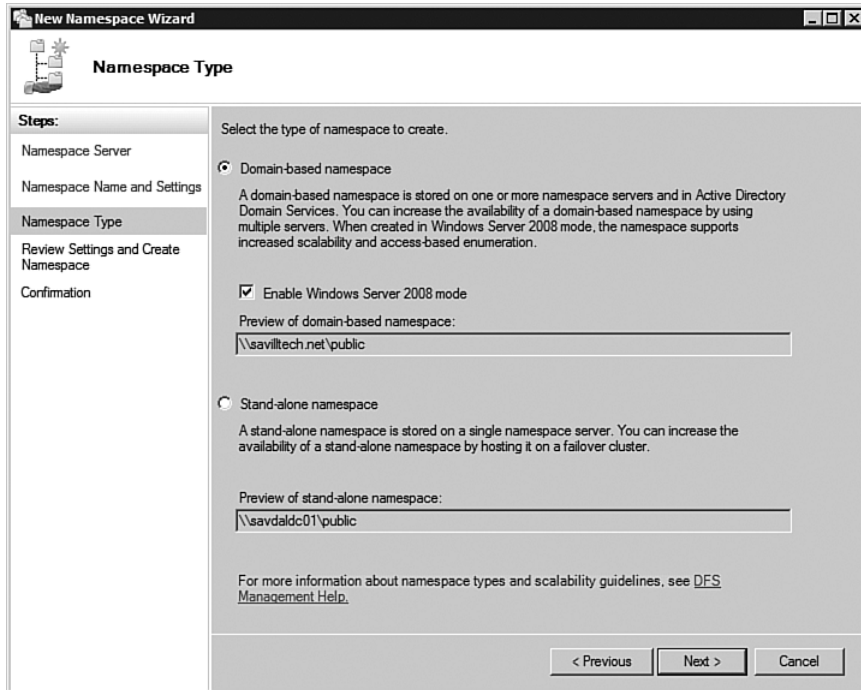 New Namespace Wizard
Namespace Type
Steps:
Namespace Server
Namespace Name and Settings
Namespace Type
Review Settings and Create
Namespace
Confirmation
Select the type of namespace to create.
Domain-based namespace
A domain-based namespace is stored on one or more namespace servers and in Active Directory
Domain Services. You can increase the availability of a domain-based namespace by using
multiple servers. When created in Windows Server 2008 mode, the namespace supports
increased scalability and access-based enumeration.
Enable Windows Server 2008 mode
Preview of domain-based namespace:
\\savilltech.net\public
Stand-alone namespace
A stand-alone namespace is stored on a single namespace server. You can increase the
availability of a stand-alone namespace by hosting it on a failover cluster.
Preview of stand-alone namespace:
\\savdaldc01\public
For more information about namespace types and scalability guidelines, see DFS
Management Help.
< Previous
Next >
Cancel